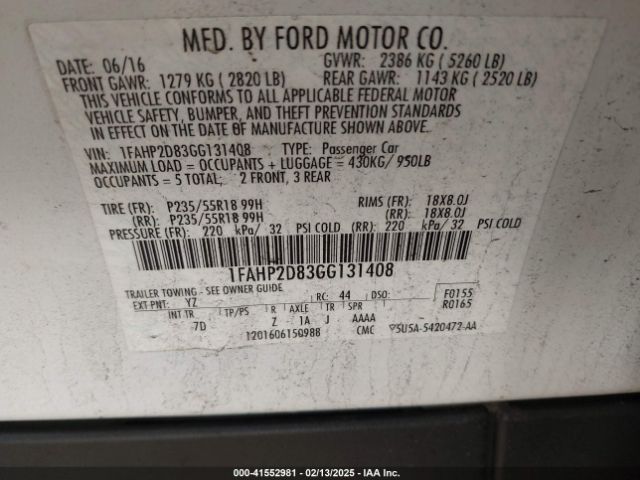 MFD. BY FORD MOTOR CO.
DATE: 06/16 GVWR: 2386 KG ( 5260 LB)
FRONT GAWR: 1279 KG ( 2820 LB) REAR GAWR: 1143 KG ( 2520 LB)
THIS VEHICLE CONFORMS TO ALL APPLICABLE FEDERAL MOTOR
VEHICLE SAFETY, BUMPER, AND THEFT PREVENTION STANDARDS
IN EFFECT ON THE DATE OF MANUFACTURE SHOWN ABOVE.
VIN: 1FAHP2D83GG131408 TYPE: Passenger Car
MAXIMUM LOAD = OCCUPANTS + LUGGAGE = 430KG/ 950LB
OCCUPANTS = 5 TOTAL; 2 FRONT, 3 REAR
TIRE (FR): P235/55R18 99H RIMS (FR): 18X8.0J
(RR): P235/55R18 99H (RR): 18X8.0J
PRESSURE (FR): 220 kPa/ 32 PSI COLD (RR): 220 kPa/ 32 PSI COLD
1FAHP2D83GG131408
TRAILER TOWING - SEE OWNER GUIDE
EXT PNT: YZ RC: 44 DSO: F0155
R0165
INT TR TP/PS R AXLE TR SPR
7D Z 1A J AAAA
1201606150988 CMC 5U5A-5420472-AA
00-41552981 - 02/13/2025 - IAA Inc.